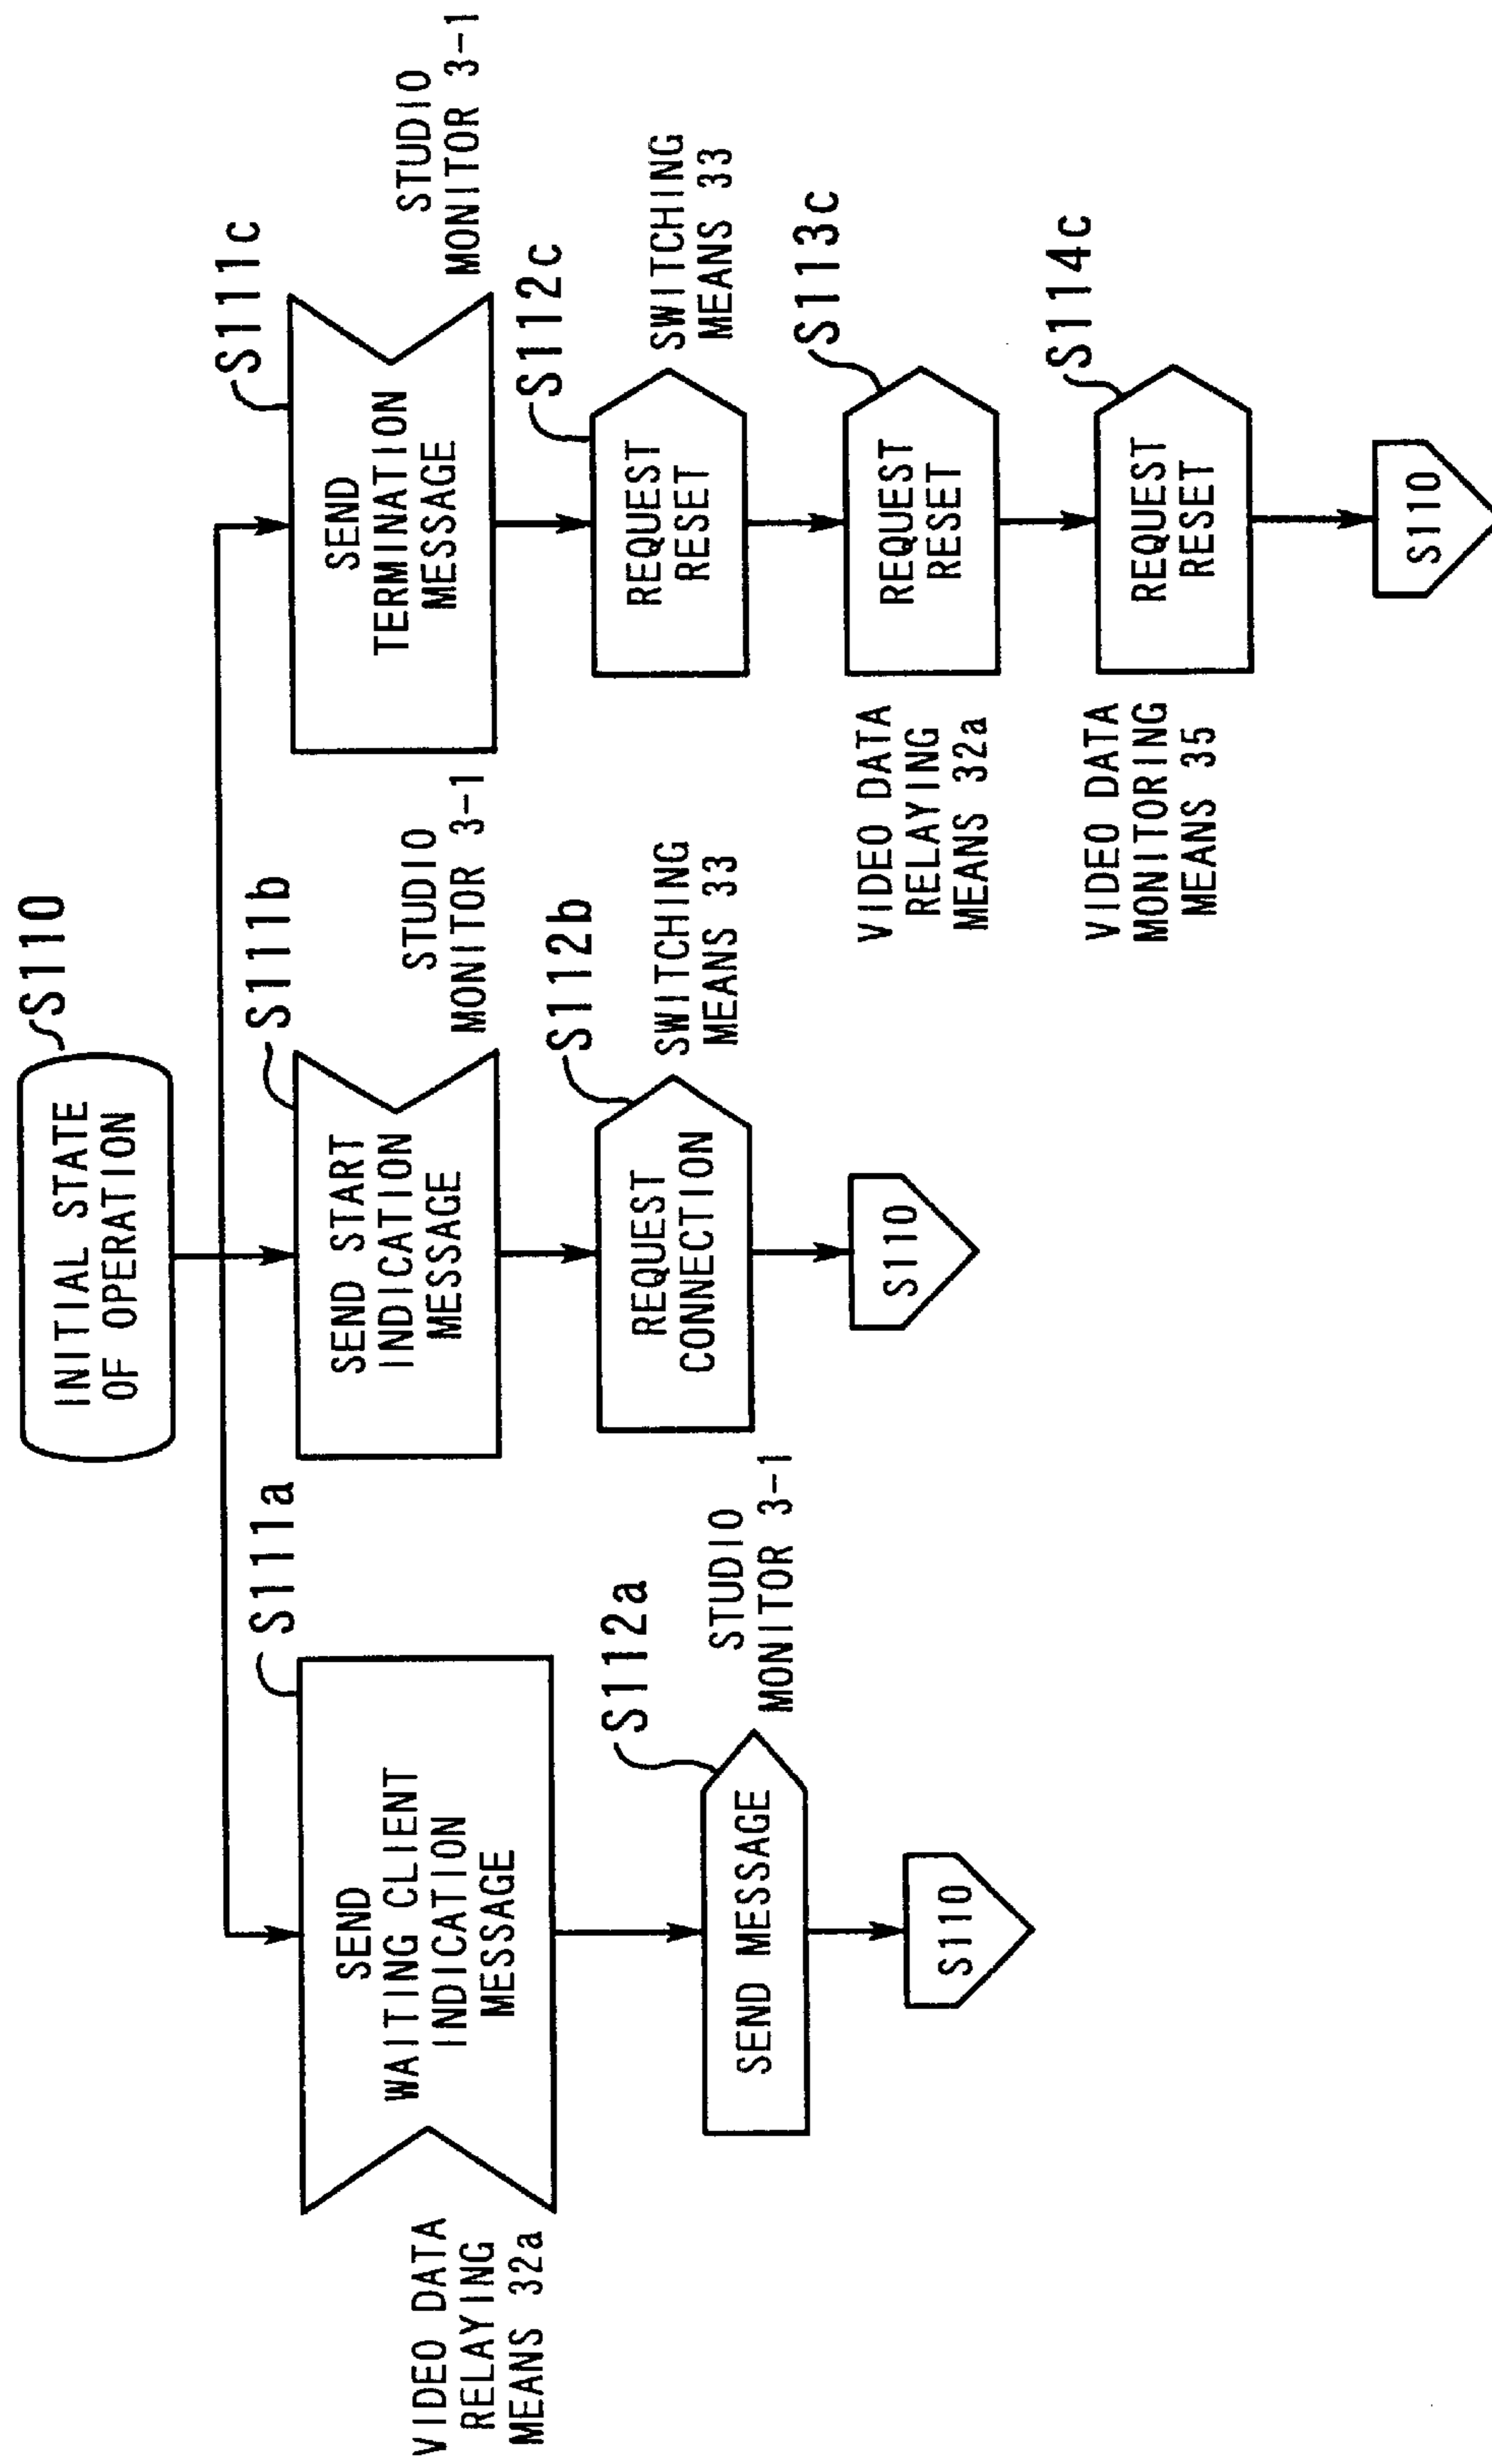 S110
INITIAL STATE
OF OPERATION
S111a
SEND
WAITING CLIENT
INDICATION
MESSAGE
VIDEO DATA
RELAYING
MEANS 32a
S112a
SEND MESSAGE
STUDIO
MONITOR 3-1
S110
S111b
SEND START
INDICATION
MESSAGE
STUDIO
MONITOR 3-1
S112b
REQUEST
CONNECTION
SWITCHING
MEANS 33
S110
S111c
SEND
TERMINATION
MESSAGE
STUDIO
MONITOR 3-1
S112c
REQUEST
RESET
SWITCHING
MEANS 33
S113c
REQUEST
RESET
VIDEO DATA
RELAYING
MEANS 32a
S114c
REQUEST
RESET
VIDEO DATA
MONITORING
MEANS 35
S110